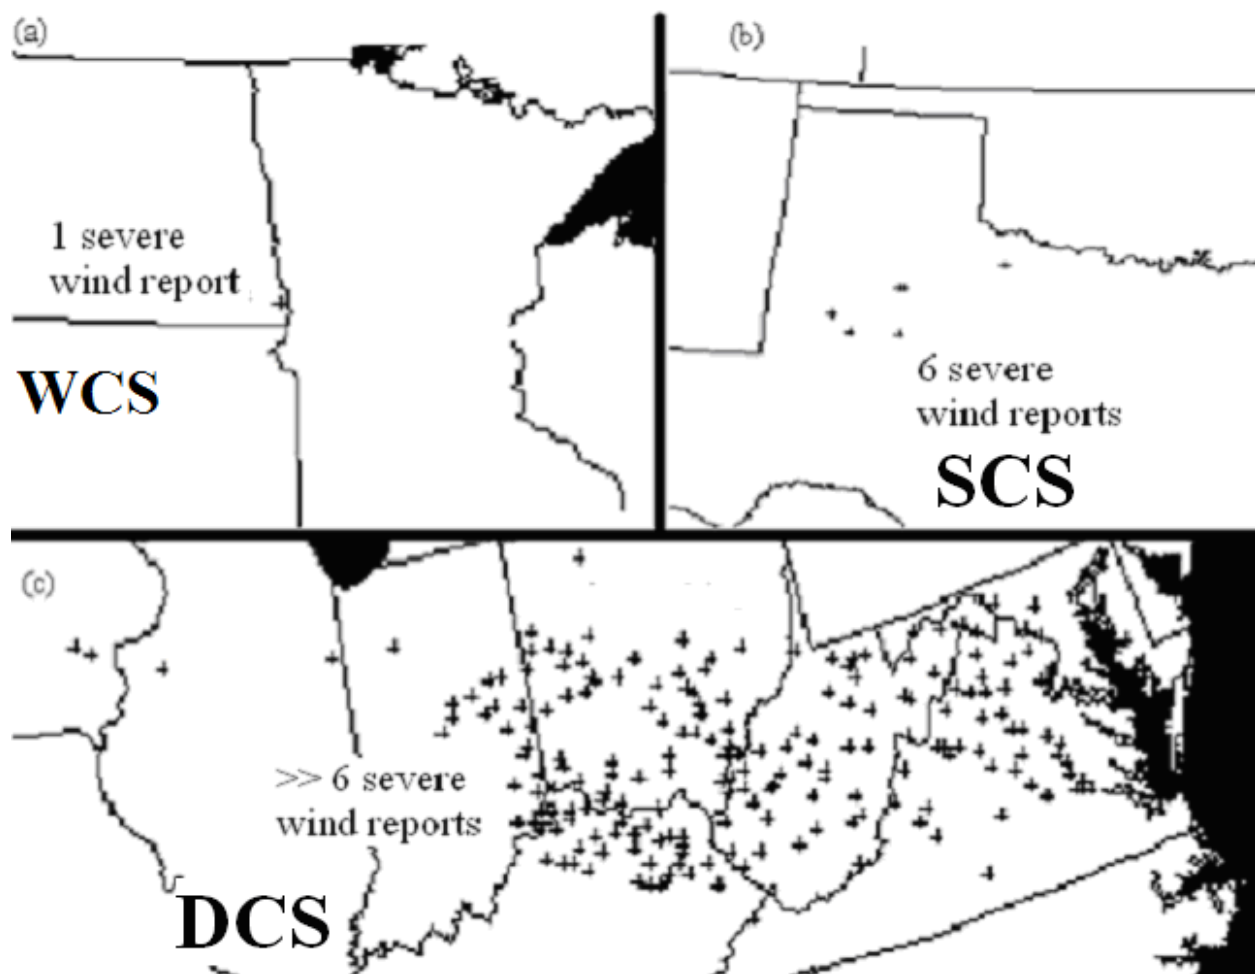 (a)
1 severe
wind report
WCS
(b)
6 severe
wind reports
SCS
(c)
>> 6 severe
wind reports
DCS